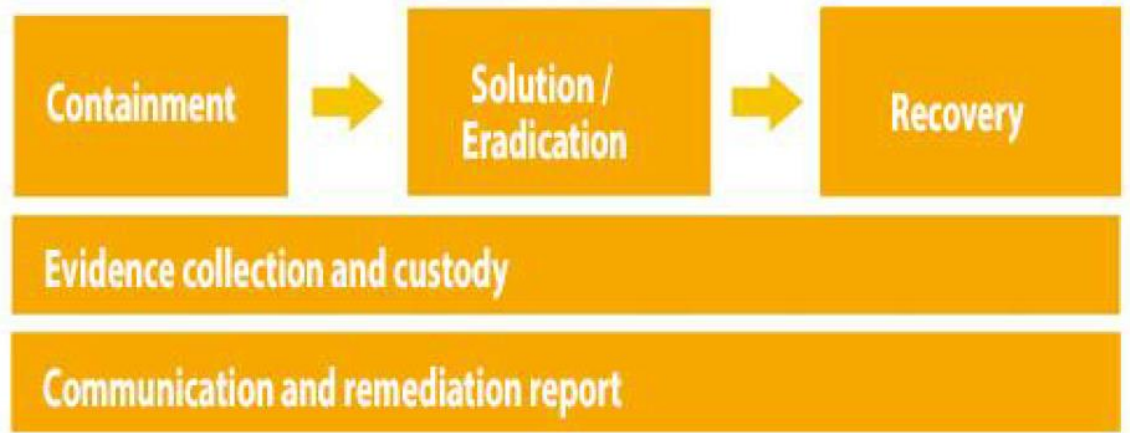 Containment
Solution /
Eradication
Recovery
Evidence collection and custody
Communication and remediation report